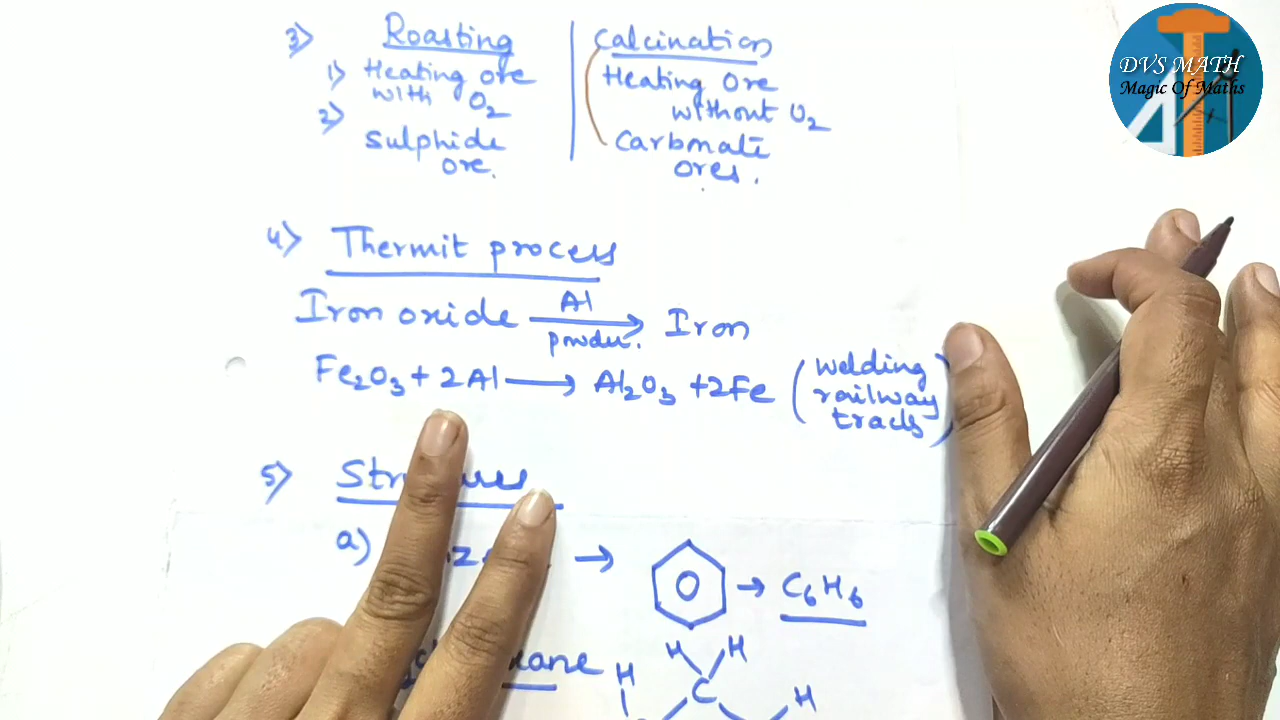 3) Roasting
1) Heating ore
with O2
2) Sulphide
ore.
Calcination
Heating Ore
without O2
Carbonate
ores.
4) Thermit process
Iron oxide Al powder. → Iron
Fe2O3 + 2Al → Al2O3 + 2Fe (welding
railway
tracks)
5)
a) → → C6H6
H H
H C H
DVS MATH
Magic Of Maths